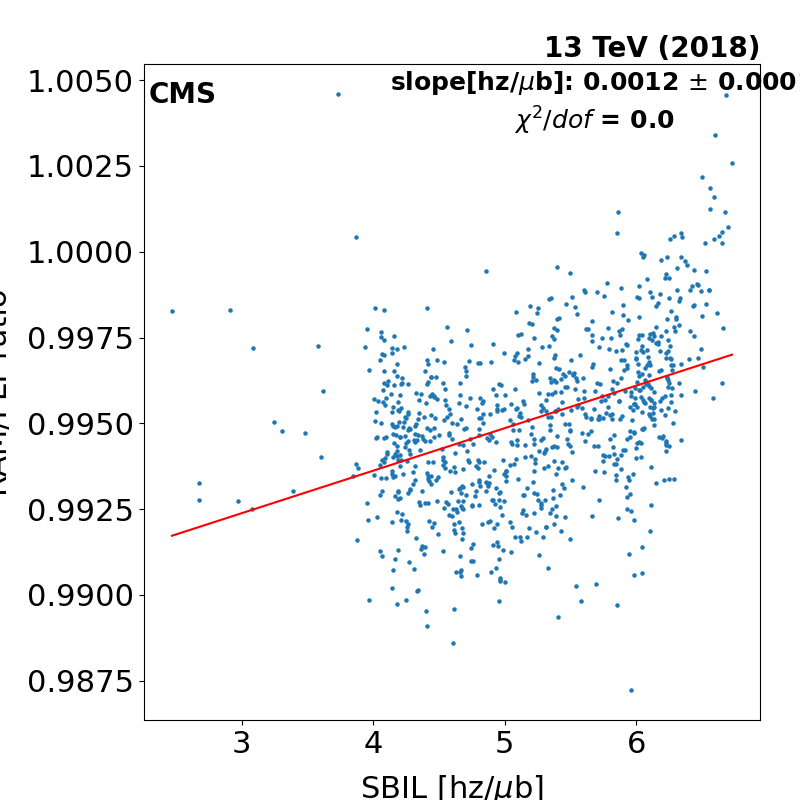 13 TeV (2018)
CMS
slope[hz/μb]: 0.0012 ± 0.000
χ²/dof = 0.0
1.0050
1.0025
1.0000
0.9975
0.9950
0.9925
0.9900
0.9875
3 4 5 6
SBIL [hz/μb]